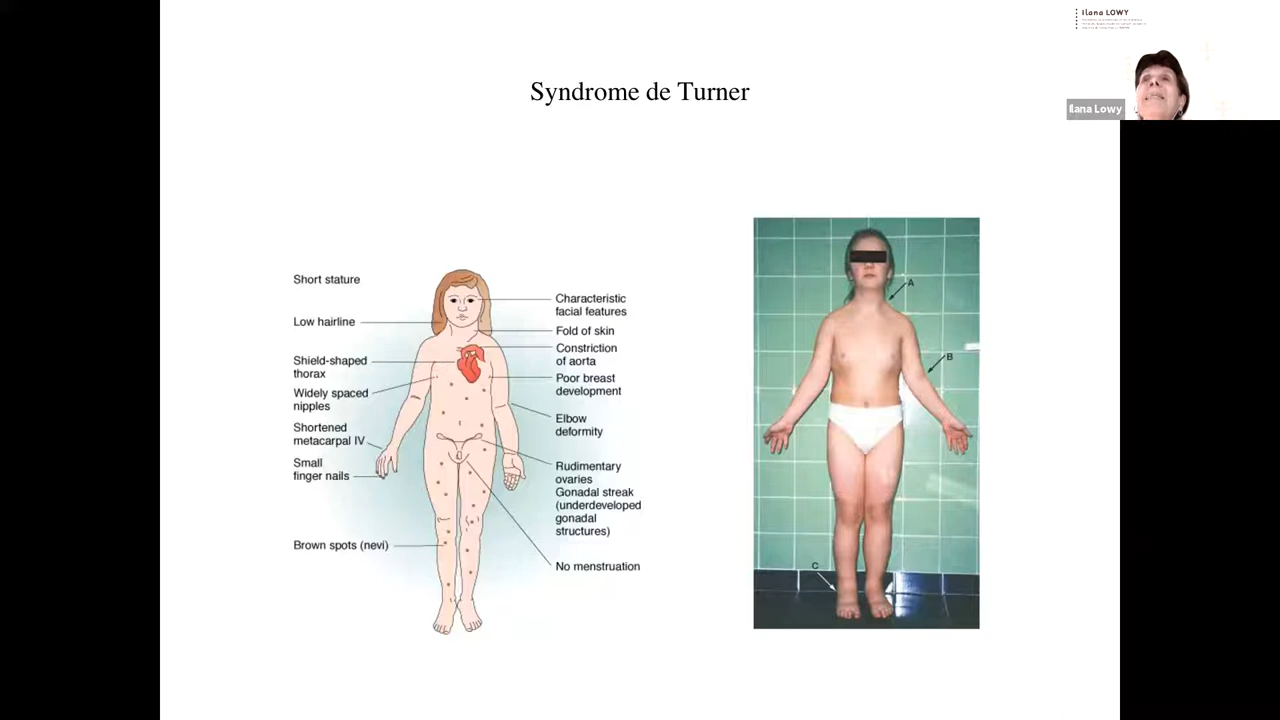 Ilana LOWY
Ilana Lowy
Syndrome de Turner
Short stature
Low hairline
Shield-shaped
thorax
Widely spaced
nipples
Shortened
metacarpal IV
Small
finger nails
Brown spots (nevi)
Characteristic
facial features
Fold of skin
Constriction
of aorta
Poor breast
development
Elbow
deformity
Rudimentary
ovaries
Gonadal streak
(underdeveloped
gonadal
structures)
No menstruation
A
B
C